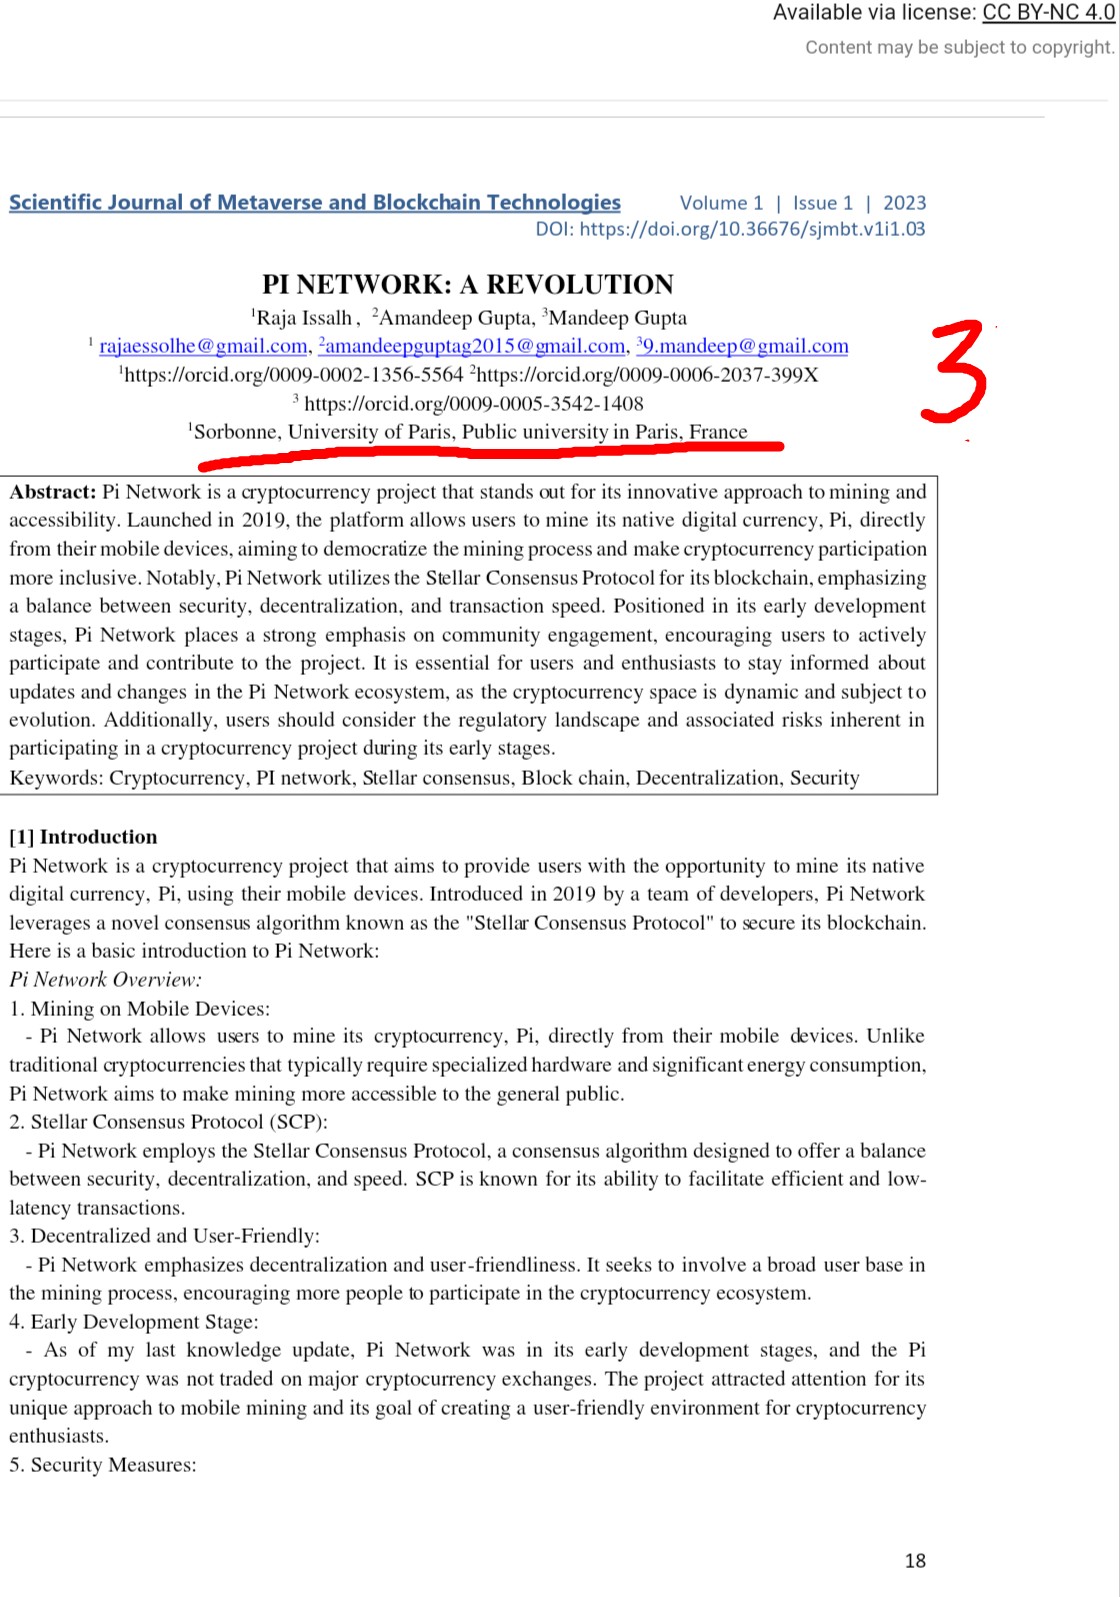 Available via license: CC BY-NC 4.0
Content may be subject to copyright.
Scientific Journal of Metaverse and Blockchain Technologies Volume 1 | Issue 1 | 2023
DOI: https://doi.org/10.36676/sjmbt.v1i1.03
PI NETWORK: A REVOLUTION
¹Raja Issalh , ²Amandeep Gupta, ³Mandeep Gupta
¹ rajaessolhe@gmail.com, ²amandeepguptag2015@gmail.com, ³9.mandeep@gmail.com
¹https://orcid.org/0009-0002-1356-5564 ²https://orcid.org/0009-0006-2037-399X
³ https://orcid.org/0009-0005-3542-1408
¹Sorbonne, University of Paris, Public university in Paris, France
3
Abstract: Pi Network is a cryptocurrency project that stands out for its innovative approach to mining and
accessibility. Launched in 2019, the platform allows users to mine its native digital currency, Pi, directly
from their mobile devices, aiming to democratize the mining process and make cryptocurrency participation
more inclusive. Notably, Pi Network utilizes the Stellar Consensus Protocol for its blockchain, emphasizing
a balance between security, decentralization, and transaction speed. Positioned in its early development
stages, Pi Network places a strong emphasis on community engagement, encouraging users to actively
participate and contribute to the project. It is essential for users and enthusiasts to stay informed about
updates and changes in the Pi Network ecosystem, as the cryptocurrency space is dynamic and subject to
evolution. Additionally, users should consider the regulatory landscape and associated risks inherent in
participating in a cryptocurrency project during its early stages.
Keywords: Cryptocurrency, PI network, Stellar consensus, Block chain, Decentralization, Security
[1] Introduction
Pi Network is a cryptocurrency project that aims to provide users with the opportunity to mine its native
digital currency, Pi, using their mobile devices. Introduced in 2019 by a team of developers, Pi Network
leverages a novel consensus algorithm known as the "Stellar Consensus Protocol" to secure its blockchain.
Here is a basic introduction to Pi Network:
Pi Network Overview:
1. Mining on Mobile Devices:
- Pi Network allows users to mine its cryptocurrency, Pi, directly from their mobile devices. Unlike
traditional cryptocurrencies that typically require specialized hardware and significant energy consumption,
Pi Network aims to make mining more accessible to the general public.
2. Stellar Consensus Protocol (SCP):
- Pi Network employs the Stellar Consensus Protocol, a consensus algorithm designed to offer a balance
between security, decentralization, and speed. SCP is known for its ability to facilitate efficient and low-
latency transactions.
3. Decentralized and User-Friendly:
- Pi Network emphasizes decentralization and user-friendliness. It seeks to involve a broad user base in
the mining process, encouraging more people to participate in the cryptocurrency ecosystem.
4. Early Development Stage:
- As of my last knowledge update, Pi Network was in its early development stages, and the Pi
cryptocurrency was not traded on major cryptocurrency exchanges. The project attracted attention for its
unique approach to mobile mining and its goal of creating a user-friendly environment for cryptocurrency
enthusiasts.
5. Security Measures:
18